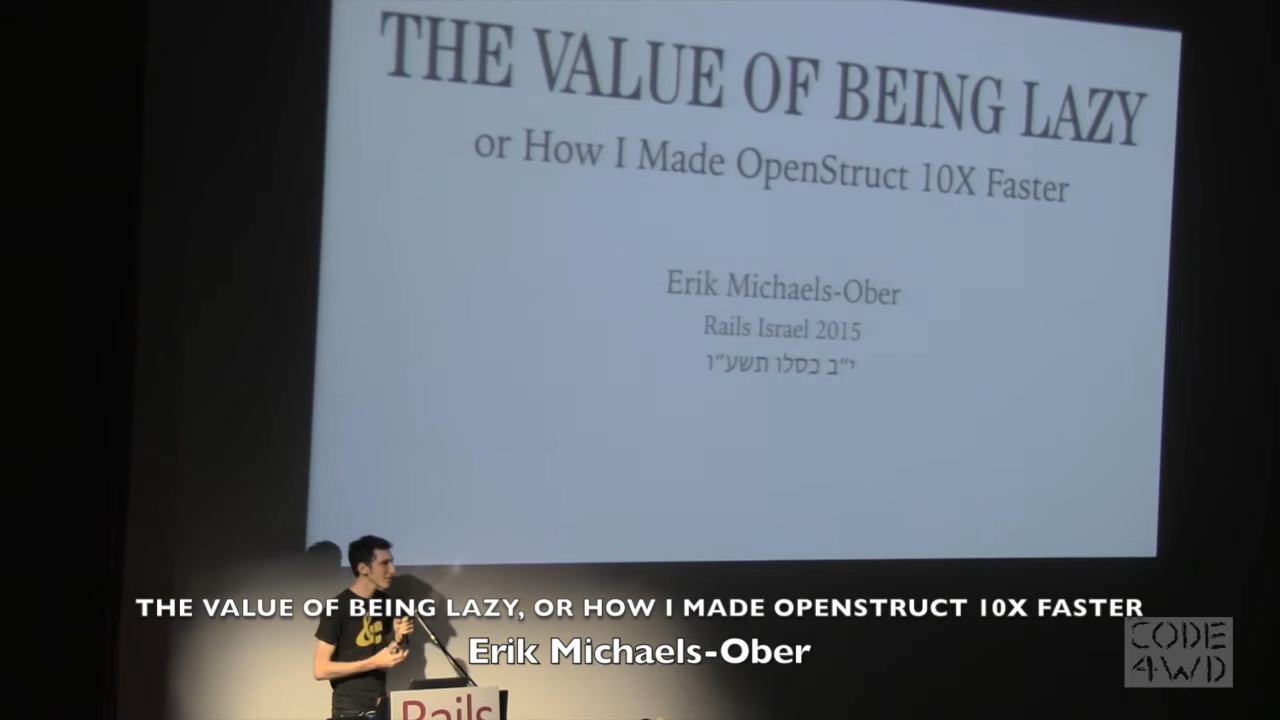 THE VALUE OF BEING LAZY
or How I Made OpenStruct 10X Faster
Erik Michaels-Ober
Rails Israel 2015
י״ב כסלו תשע״ו
THE VALUE OF BEING LAZY, OR HOW I MADE OPENSTRUCT 10X FASTER
Erik Michaels-Ober
CODE
4WD
Rails